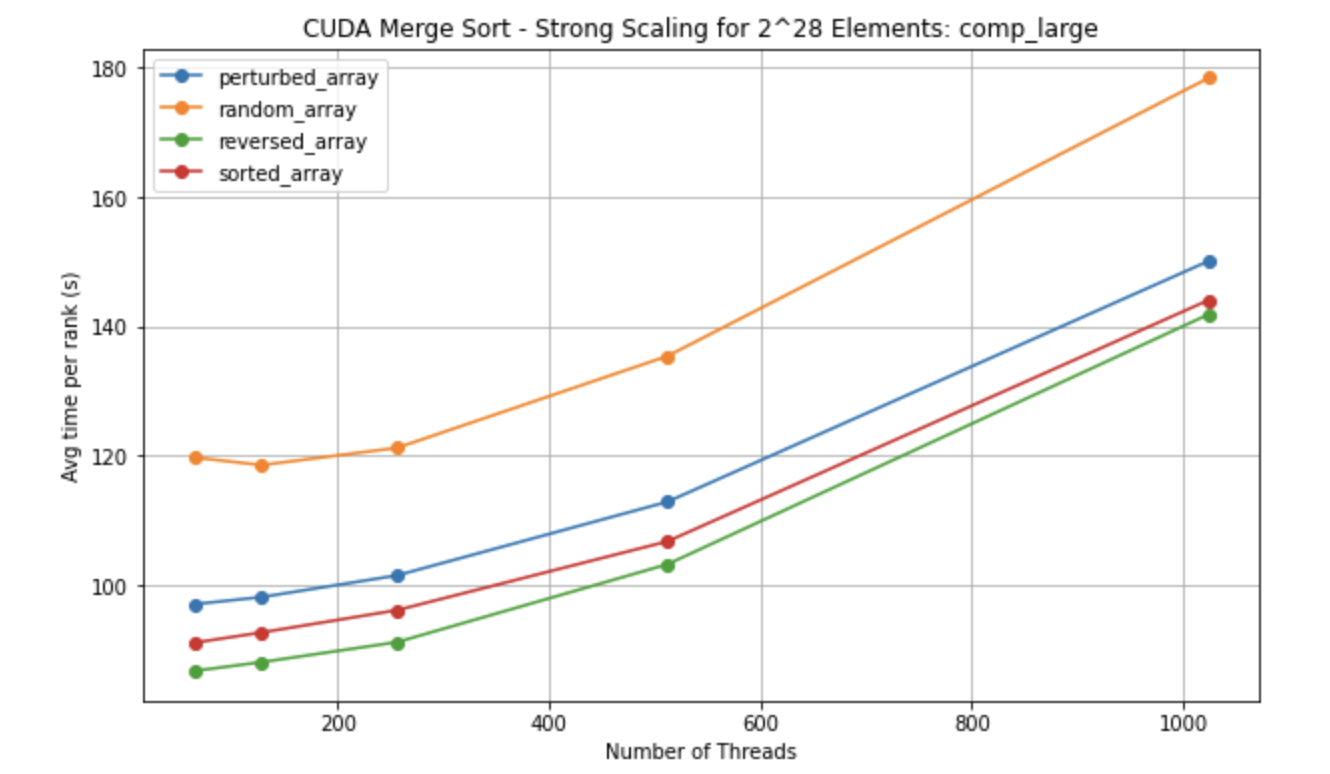 CUDA Merge Sort - Strong Scaling for 2^28 Elements: comp_large
180
160
140
120
100
Avg time per rank (s)
perturbed_array
random_array
reversed_array
sorted_array
200 400 600 800 1000
Number of Threads